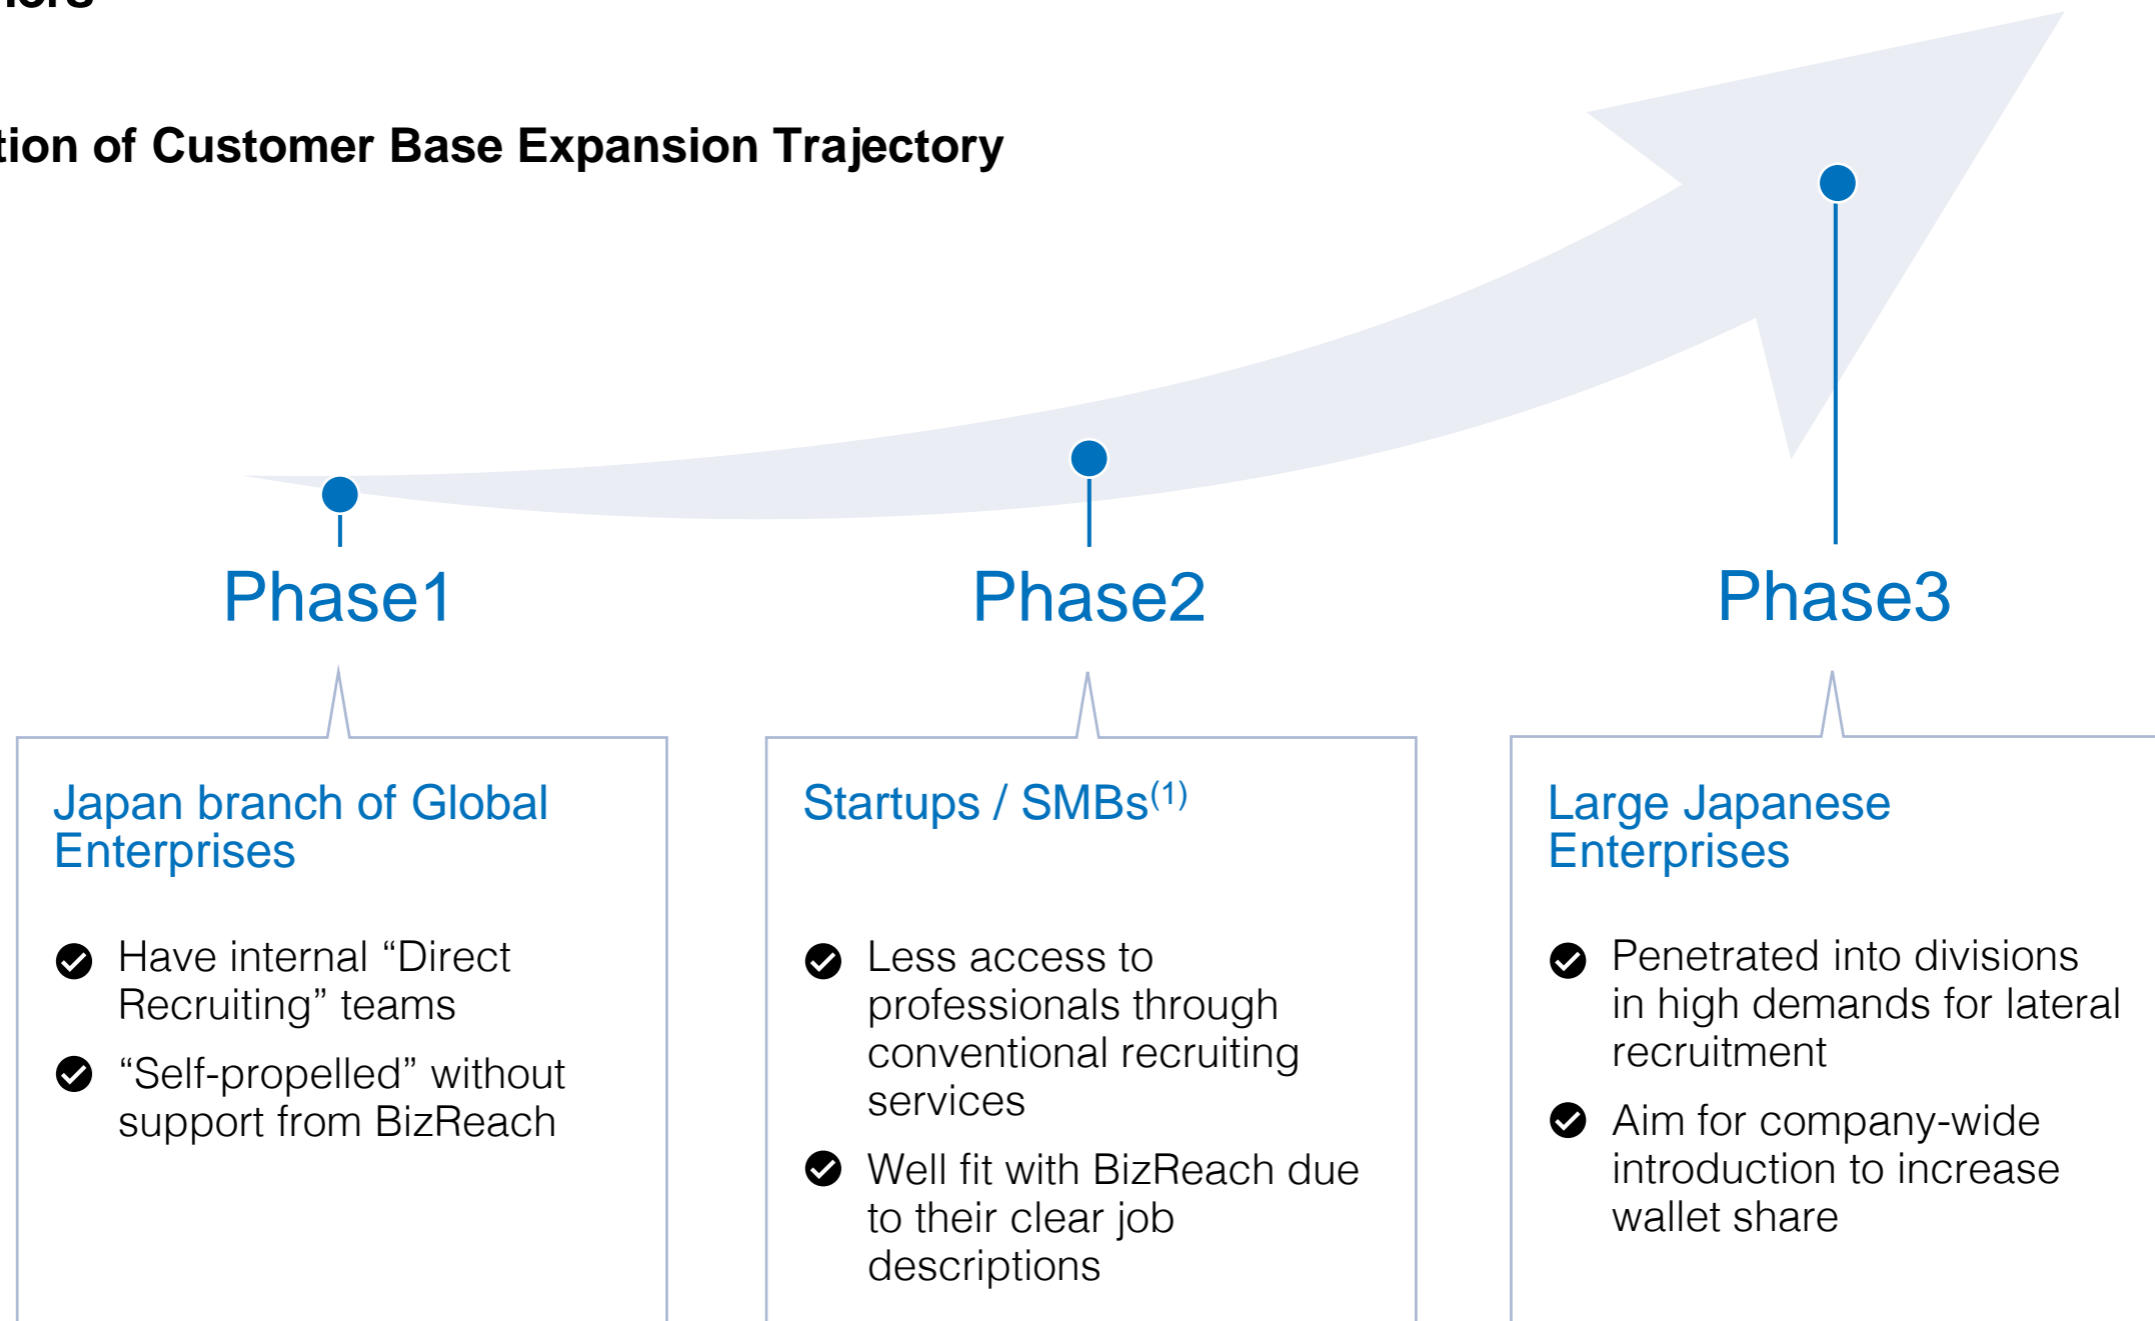 tion of Customer Base Expansion Trajectory
Phase1
Phase2
Phase3
Japan branch of Global
Enterprises
Have internal “Direct
Recruiting” teams
“Self-propelled” without
support from BizReach
Startups / SMBs(1)
Less access to
professionals through
conventional recruiting
services
Well fit with BizReach due
to their clear job
descriptions
Large Japanese
Enterprises
Penetrated into divisions
in high demands for lateral
recruitment
Aim for company-wide
introduction to increase
wallet share